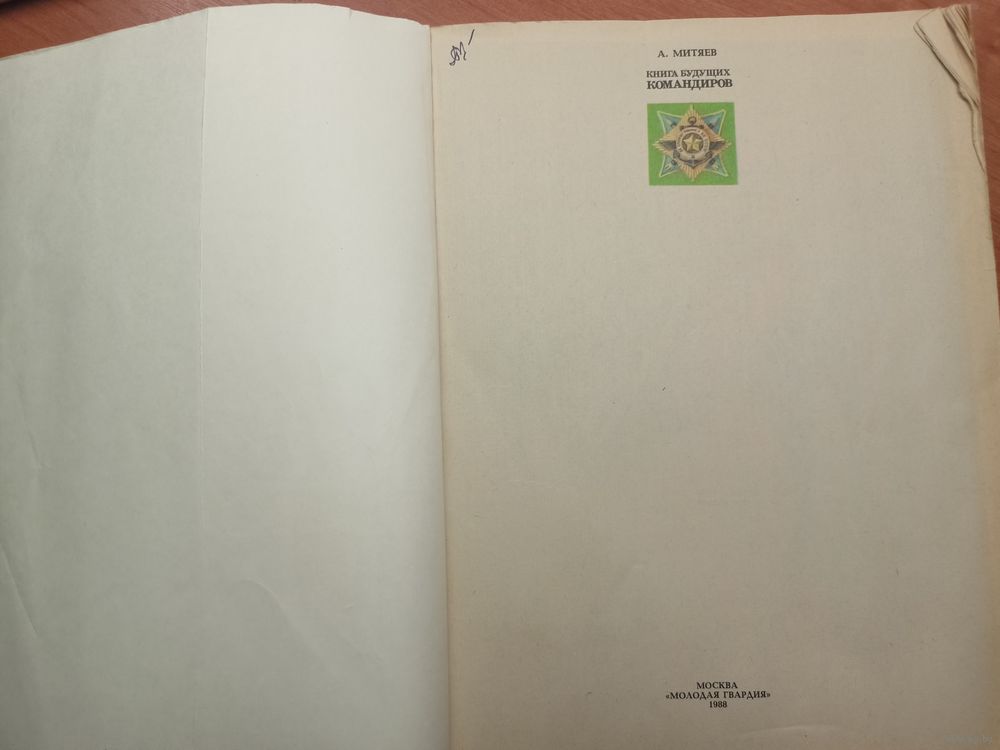 А. МИТЯЕВ
КНИГА БУДУЩИХ
КОМАНДИРОВ
МОСКВА
«МОЛОДАЯ ГВАРДИЯ»
1988